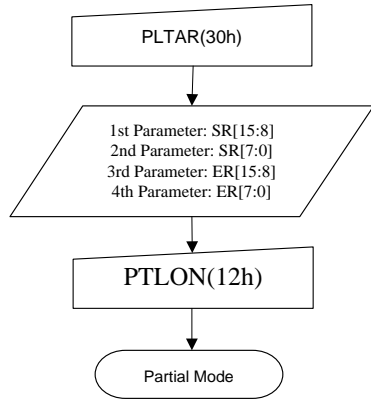 PLTAR(30h)
1st Parameter: SR[15:8]
2nd Parameter: SR[7:0]
3rd Parameter: ER[15:8]
4th Parameter: ER[7:0]
PTLON(12h)
Partial Mode